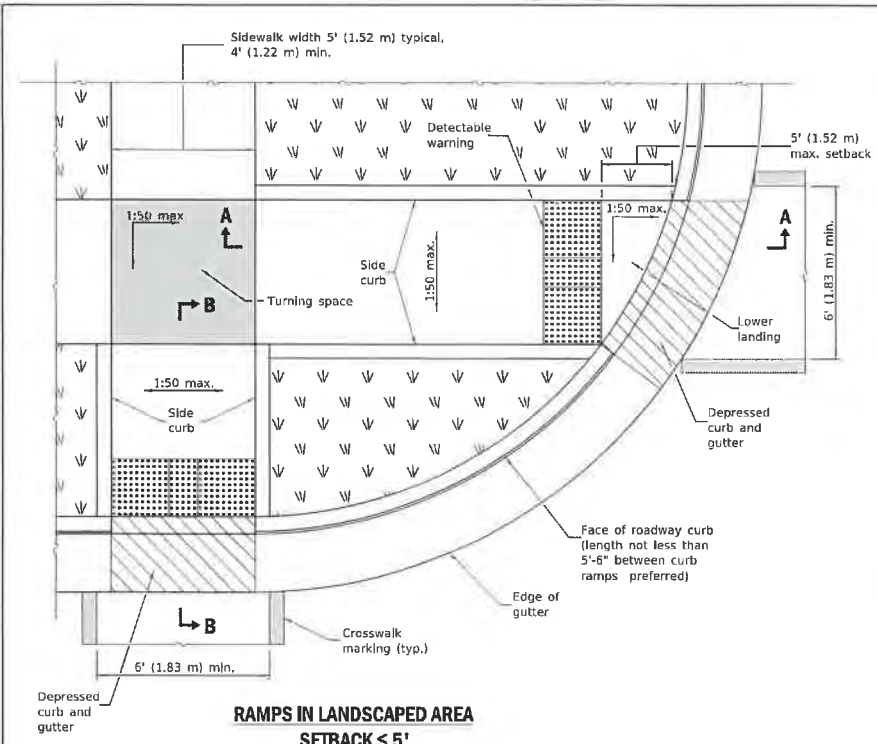 Sidewalk width 5' (1.52 m) typical,
4' (1.22 m) min.
Detectable
warning
5' (1.52 m)
max. setback
1:50 max
A
1:50 max.
A
Side
curb
1:50 max.
6' (1.83 m) min.
B
Turning space
Lower
landing
1:50 max.
Side
curb
Depressed
curb and
gutter
Face of roadway curb
(length not less than
5'-6" between curb
ramps preferred)
Edge of
gutter
B
Crosswalk
marking (typ.)
6' (1.83 m) min.
Depressed
curb and
gutter
RAMPS IN LANDSCAPED AREA
SETBACK < 5'